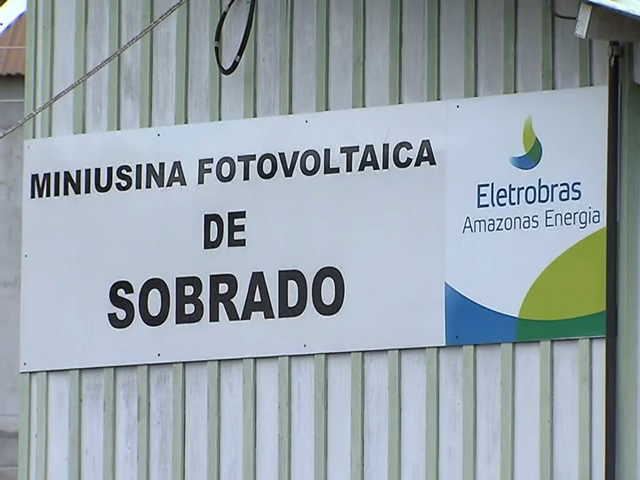 MINIUSINA FOTOVOLTAICA
DE
SOBRADO
Eletrobras
Amazonas Energia